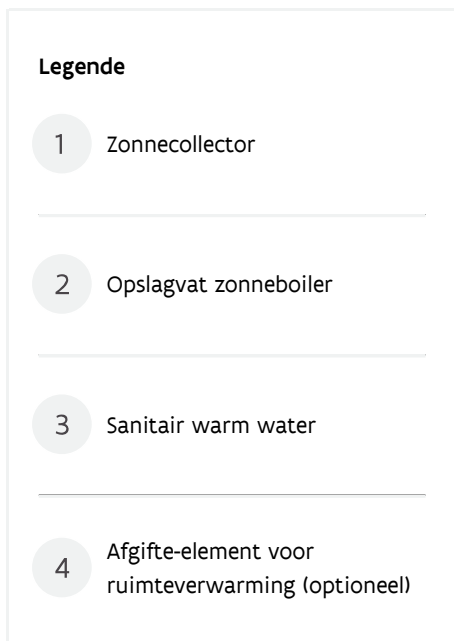 Legende
1 Zonnecollector
2 Opslagvat zonneboiler
3 Sanitair warm water
4 Afgifte-element voor
ruimteverwarming (optioneel)